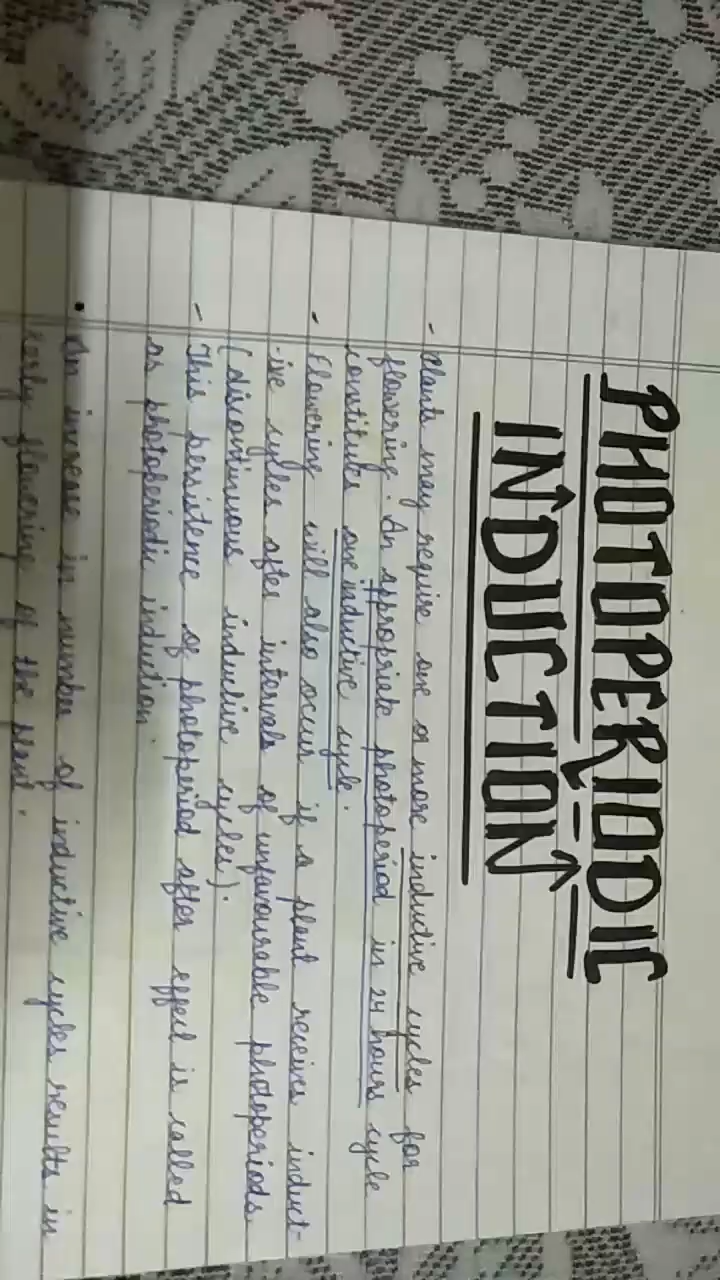 PHOTOPERIODIC
INDUCTION
- Plants may require one or more inductive cycles for
flowering. An appropriate photoperiod in 24 hours cycle
constitutes one inductive cycle.
- Flowering will also occur if a plant receives induct-
-ive cycles after intervals of unfavourable photoperiods.
(discontinuous inductive cycles).
- This persistence of photoperiod after effect is called
as photoperiodic induction.
• An increase in number of inductive cycles results in
early flowering of the plant.